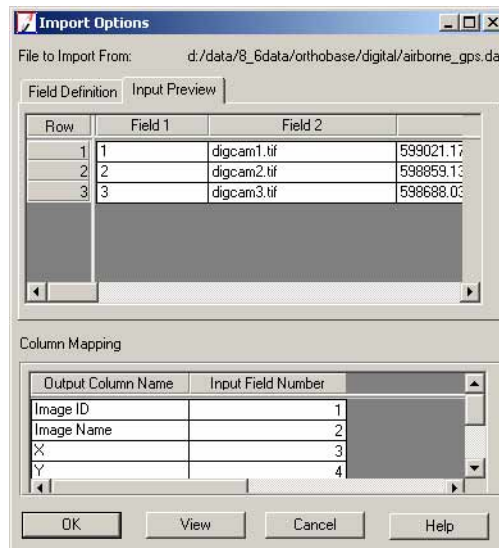 Import Options
File to Import From: d:/data/8_6data/orthobase/digital/airborne_gps.da
Field Definition Input Preview
Row Field 1 Field 2
1 1 digcam1.tif 599021.17
2 2 digcam2.tif 598859.13
3 3 digcam3.tif 598688.03
Column Mapping
Output Column Name Input Field Number
Image ID 1
Image Name 2
X 3
Y 4
OK View Cancel Help